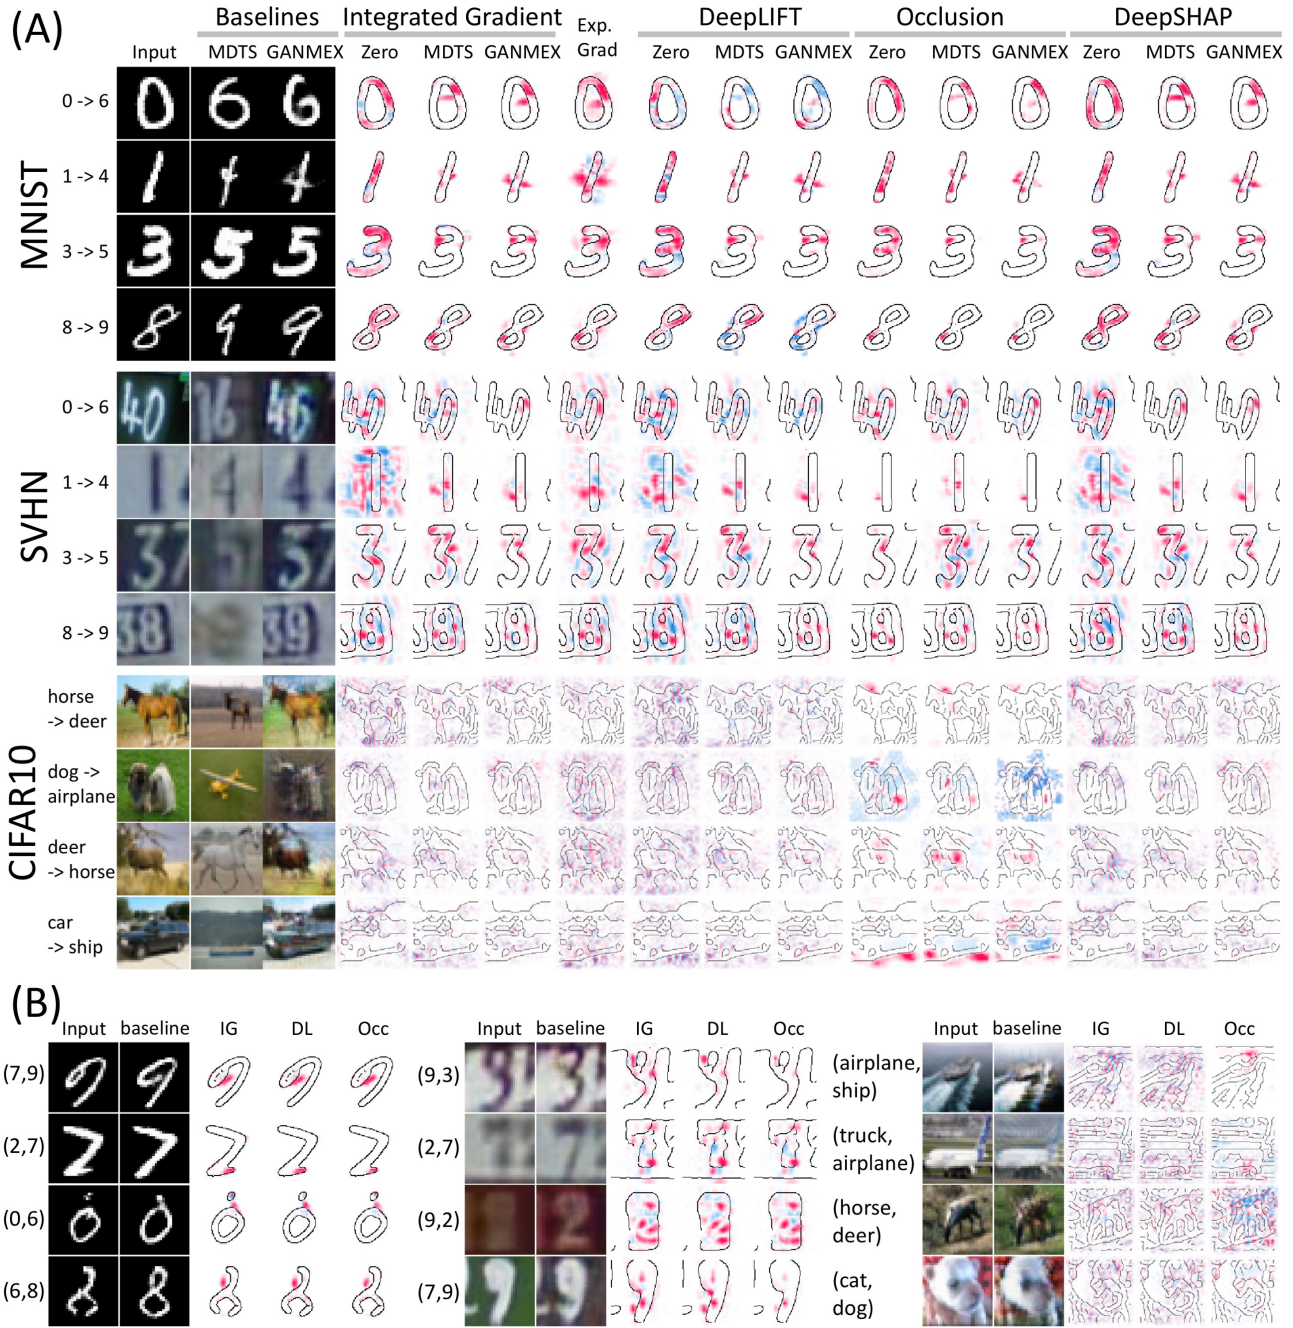 (A)
Baselines Integrated Gradient Exp. Grad DeepLIFT Occlusion DeepSHAP
Input MDTS GANMEX Zero MDTS GANMEX Zero MDTS GANMEX Zero MDTS GANMEX Zero MDTS GANMEX
MNIST
0 -> 6
1 -> 4
3 -> 5
8 -> 9
SVHN
0 -> 6
1 -> 4
3 -> 5
8 -> 9
CIFAR10
horse
-> deer
dog ->
airplane
deer
-> horse
car
-> ship
(B)
Input baseline IG DL Occ Input baseline IG DL Occ Input baseline IG DL Occ
(7,9)
(2,7)
(0,6)
(6,8)
(9,3)
(2,7)
(9,2)
(7,9)
(airplane,
ship)
(truck,
airplane)
(horse,
deer)
(cat,
dog)